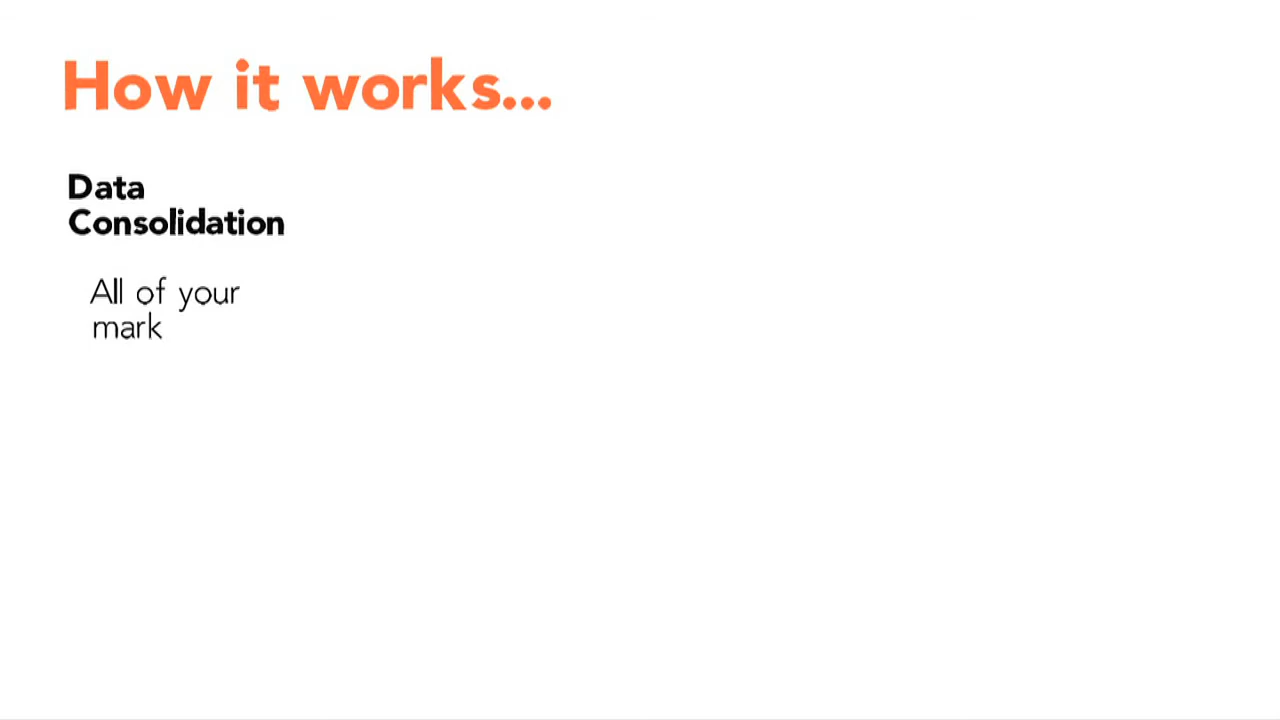 How it works...
Data
Consolidation
All of your
mark